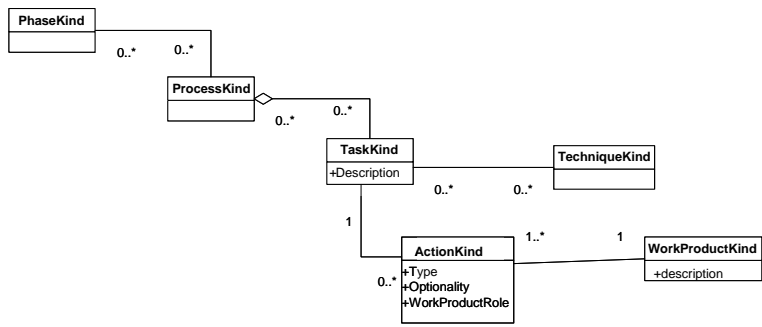 PhaseKind
0..*
0..*
ProcessKind
0..*
0..*
TaskKind
+Description
TechniqueKind
0..*
0..*
1
1..*
1
ActionKind
+Type
+Optionality
+WorkProductRole
0..*
WorkProductKind
+description